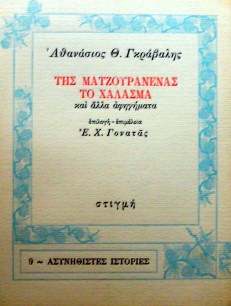 Ἀθανάσιος Θ. Γκράβαλης
ΤΗΣ ΜΑΤΖΟΥΡΑΝΕΝΑΣ
ΤΟ ΧΑΛΑΣΜΑ
καὶ ἄλλα ἀφηγήματα
ἐπιλογή - ἐπιμέλεια
Ἐ. Χ. Γονατᾶς
στιγμή
9 ~ ΑΣΥΝΗΘΙΣΤΕΣ ΙΣΤΟΡΙΕΣ